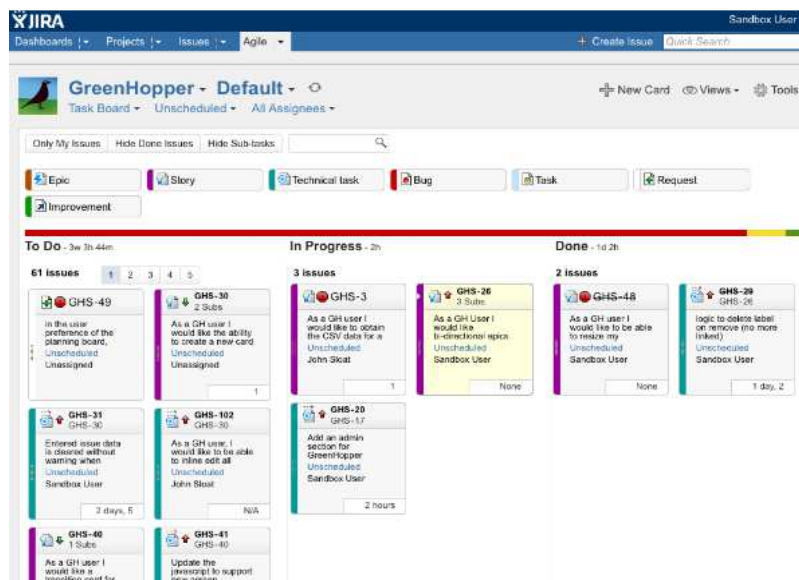 JIRA
Sandbox User
Dashboards
Projects
Issues
Agile
+ Create Issue
Quick Search
GreenHopper - Default
New Card
Views
Tools
Task Board
Unscheduled
All Assignees
Only My Issues
Hide Done Issues
Hide Sub-tasks
Epic
Story
Technical task
Bug
Task
Request
Improvement
To Do - 3w 3h 44m
In Progress - 2h
Done - 1d 2h
61 issues
1 2 3 4 5
3 issues
2 issues
GHS-49
In the user
preference of the
planning board,
Unscheduled
Unassigned
GHS-30
2 Subs
As a GH user I
would like the ability
to create a new card
Unscheduled
Unassigned
1
GHS-3
As a GH User I
would like to obtain
the CSV data for a
Unscheduled
John Sloat
1
GHS-26
3 Subs
As a GH User I
would like
bi-directional epics
Unscheduled
Sandbox User
None
GHS-48
As a GH user I
would like to be able
to resize my
Unscheduled
Sandbox User
None
GHS-29
GHS-26
logic to delete label
on remove (no more
linked)
Unscheduled
Sandbox User
1 day, 2
GHS-31
GHS-30
Entered issue data
is cleared without
warning when
Unscheduled
Sandbox User
2 days, 5
GHS-102
GHS-30
As a GH user, I
would like to be able
to inline edit all
Unscheduled
John Sloat
N/A
GHS-20
GHS-17
Add an admin
section for
GreenHopper
Unscheduled
Sandbox User
2 hours
GHS-40
1 Subs
As a GH user I
would like a
transition card for
GHS-41
GHS-40
Update the
javascript to support
new screen